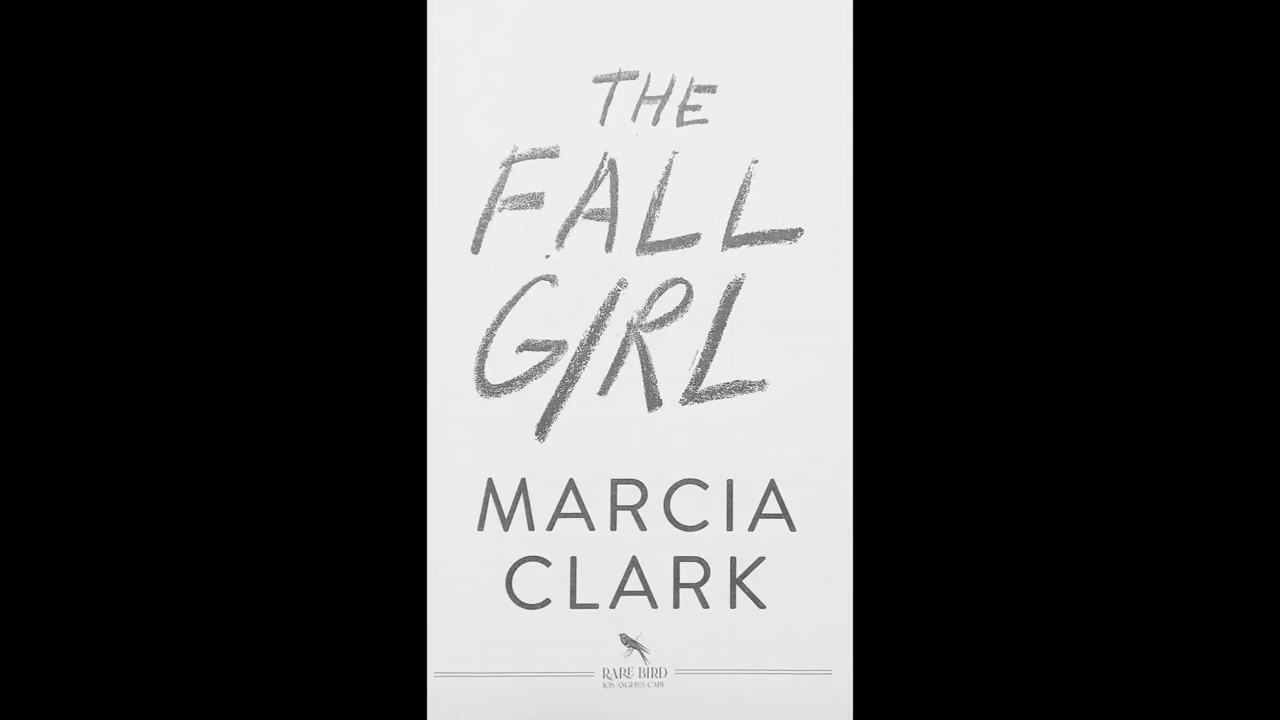 THE
FALL
GIRL
MARCIA
CLARK
RARE BIRD
LOS ANGELES, CALIF.